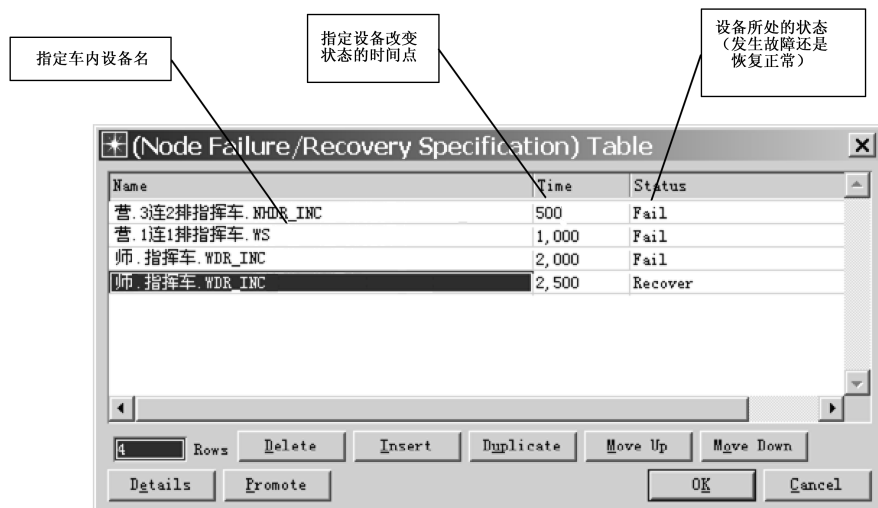 指定车内设备名
指定设备改变
状态的时间点
设备所处的状态
（发生故障还是
恢复正常）
(Node Failure/Recovery Specification) Table
Name Time Status
营.3连2排指挥车.NHDR_INC 500 Fail
营.1连1排指挥车.WS 1,000 Fail
师.指挥车.WDR_INC 2,000 Fail
师.指挥车.WDR_INC 2,500 Recover
4 Rows Delete Insert Duplicate Move Up Move Down
Details Promote OK Cancel